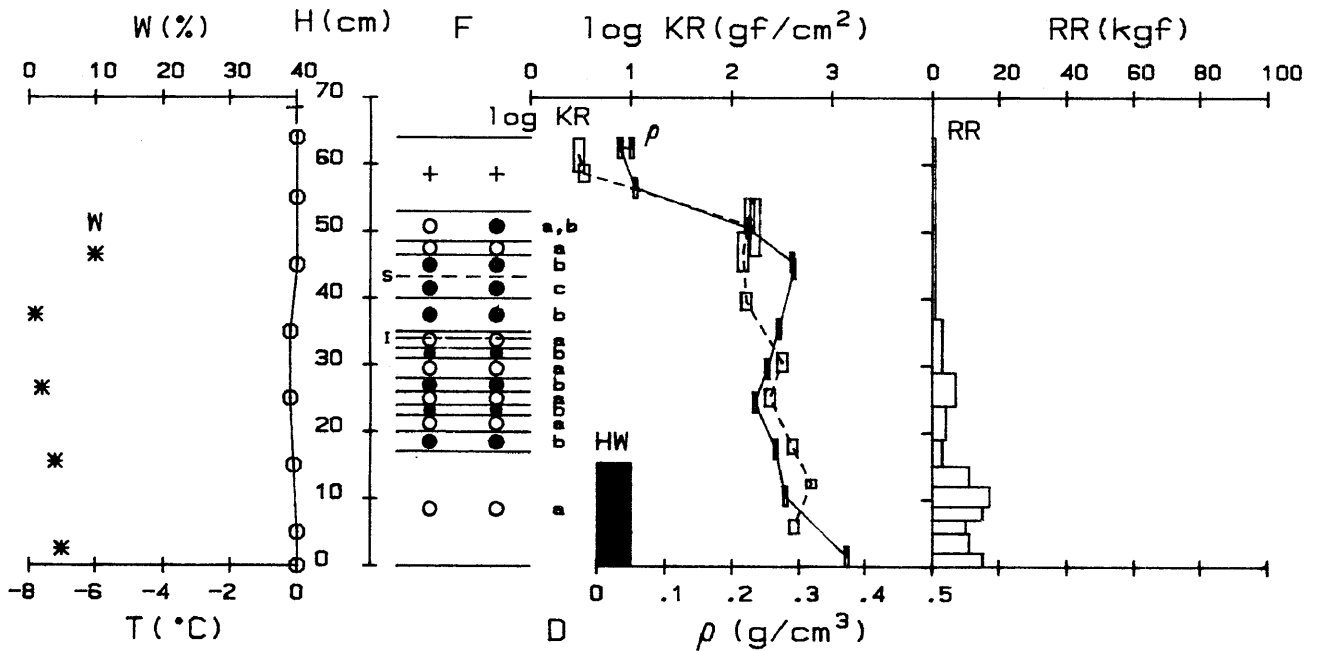 W(%) H(cm) F log KR(gf/cm²) RR(kgf)
0 10 20 30 40 0 1 2 3 0 20 40 60 80 100
70
log KR ρ RR
60
+ +
W 50 a,b
a
b
S c
40
b
I a
b
30 a
b
a
b
20 a
b HW
10
a
0
-8 -6 -4 -2 0 0 .1 .2 .3 .4 .5
T(°C) D ρ (g/cm³)